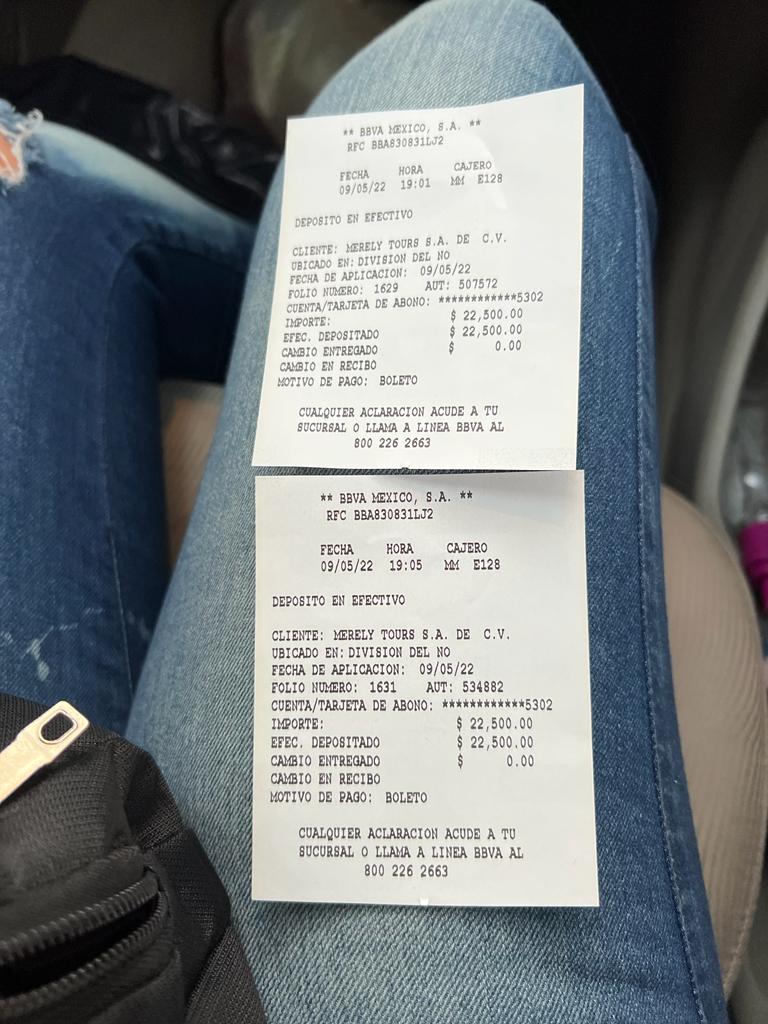 ** BBVA MEXICO, S.A. **
RFC BBA830831LJ2
FECHA HORA CAJERO
09/05/22 19:01 MM E128
DEPOSITO EN EFECTIVO
CLIENTE: MERELY TOURS S.A. DE C.V.
UBICADO EN: DIVISION DEL NO
FECHA DE APLICACION: 09/05/22
FOLIO NUMERO: 1629 AUT: 507572
CUENTA/TARJETA DE ABONO: ************5302
IMPORTE: $ 22,500.00
EFEC. DEPOSITADO $ 22,500.00
CAMBIO ENTREGADO $ 0.00
CAMBIO EN RECIBO
MOTIVO DE PAGO: BOLETO
CUALQUIER ACLARACION ACUDE A TU
SUCURSAL O LLAMA A LINEA BBVA AL
800 226 2663
** BBVA MEXICO, S.A. **
RFC BBA830831LJ2
FECHA HORA CAJERO
09/05/22 19:05 MM E128
DEPOSITO EN EFECTIVO
CLIENTE: MERELY TOURS S.A. DE C.V.
UBICADO EN: DIVISION DEL NO
FECHA DE APLICACION: 09/05/22
FOLIO NUMERO: 1631 AUT: 534882
CUENTA/TARJETA DE ABONO: ************5302
IMPORTE: $ 22,500.00
EFEC. DEPOSITADO $ 22,500.00
CAMBIO ENTREGADO $ 0.00
CAMBIO EN RECIBO
MOTIVO DE PAGO: BOLETO
CUALQUIER ACLARACION ACUDE A TU
SUCURSAL O LLAMA A LINEA BBVA AL
800 226 2663